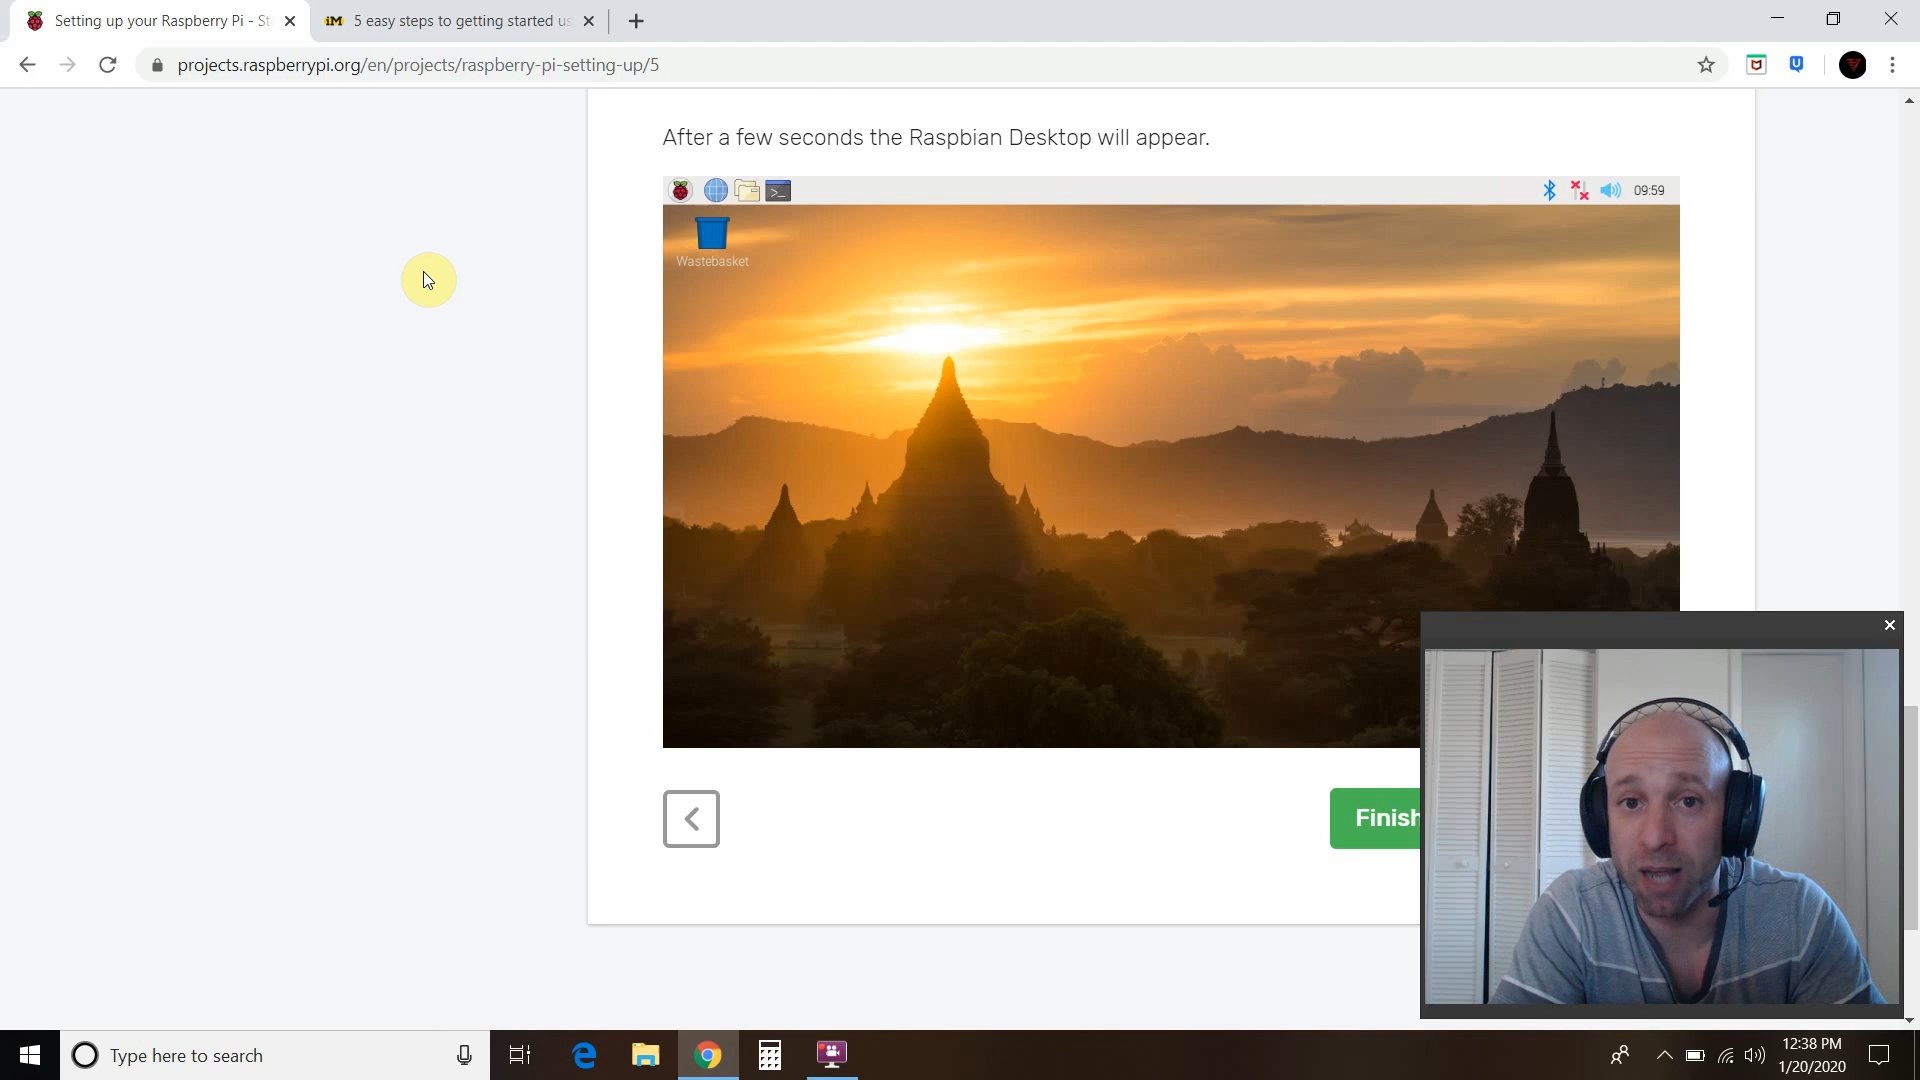 Setting up your Raspberry Pi - St
iM 5 easy steps to getting started us
projects.raspberrypi.org/en/projects/raspberry-pi-setting-up/5
After a few seconds the Raspbian Desktop will appear.
09:59
Wastebasket
Finish
Type here to search
12:38 PM
1/20/2020